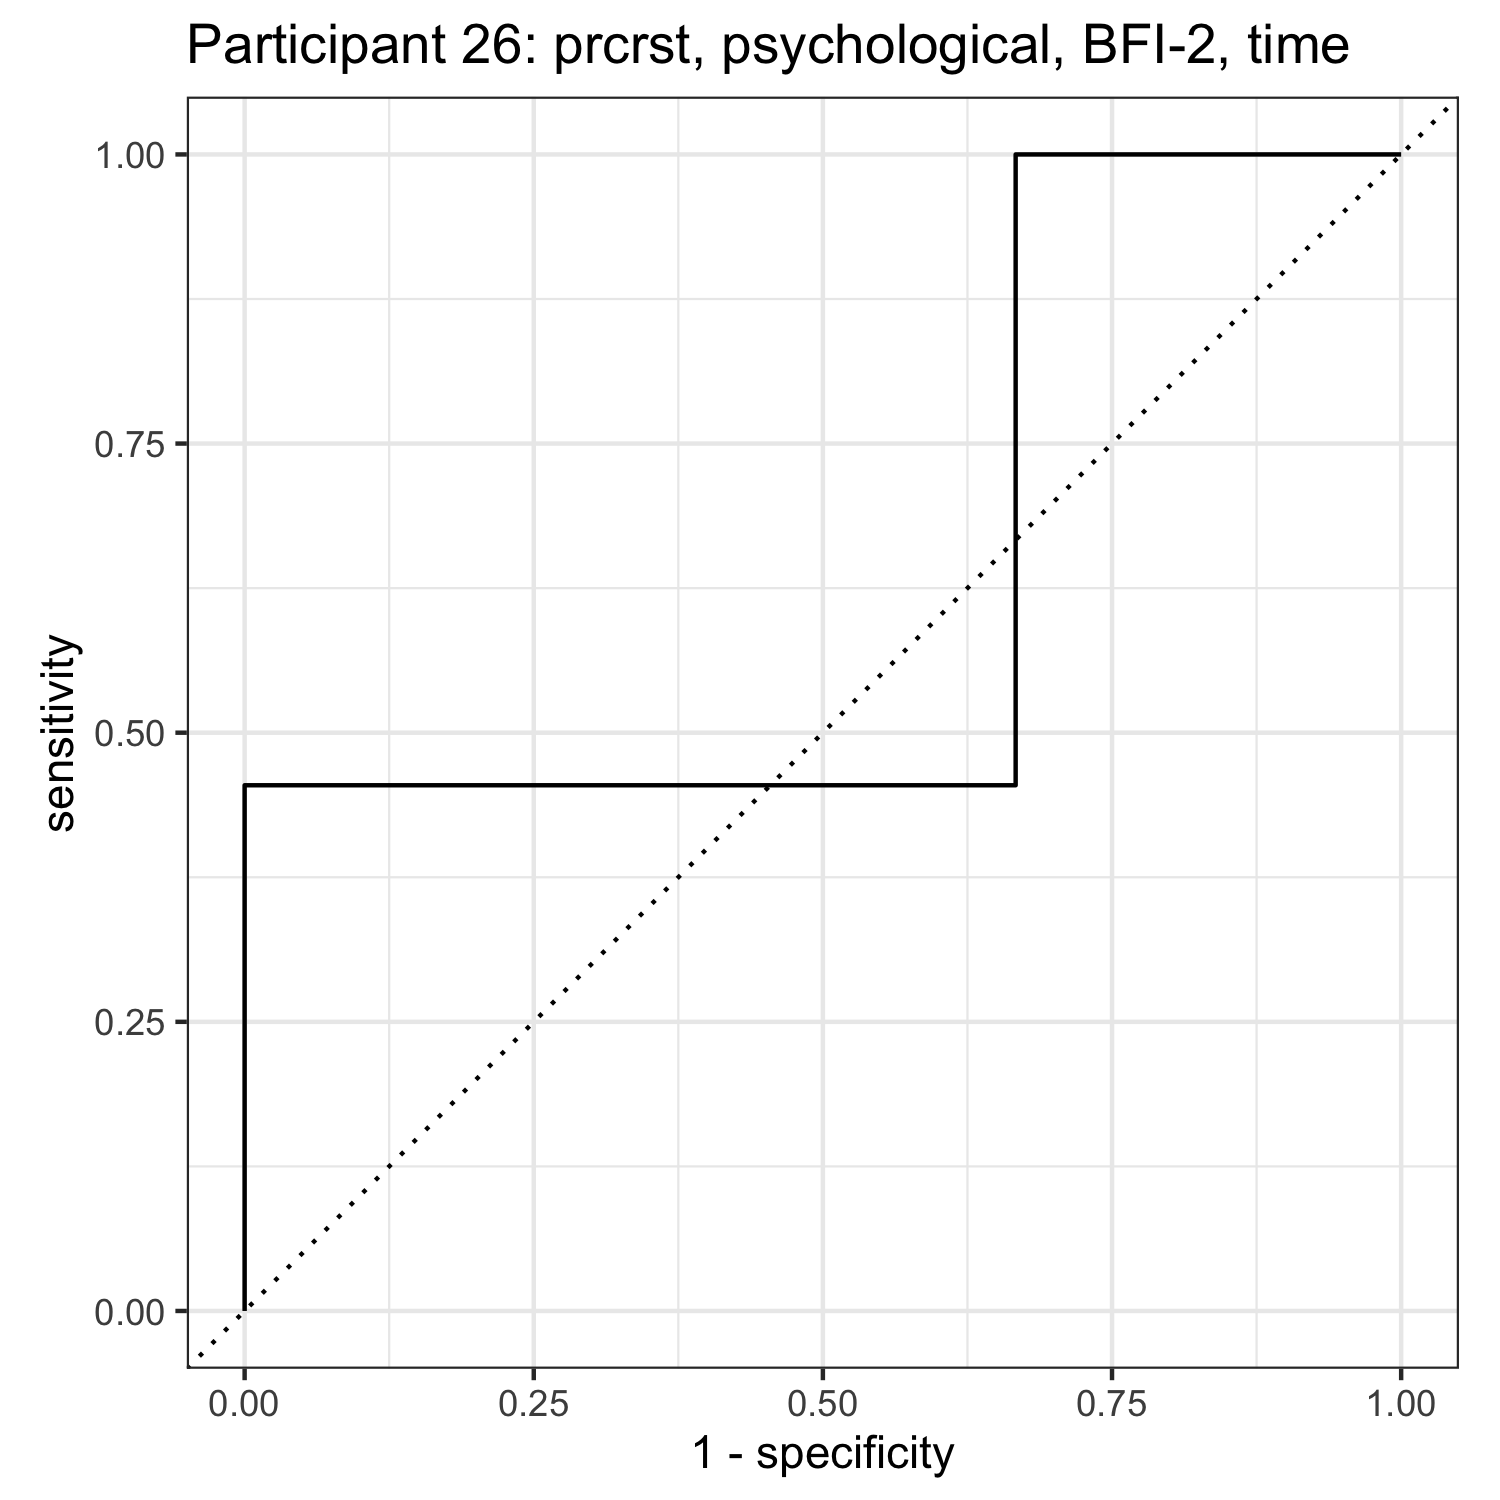 Participant 26: prcrst, psychological, BFI-2, time
1.00
0.75
0.50
0.25
0.00
sensitivity
0.00 0.25 0.50 0.75 1.00
1 - specificity